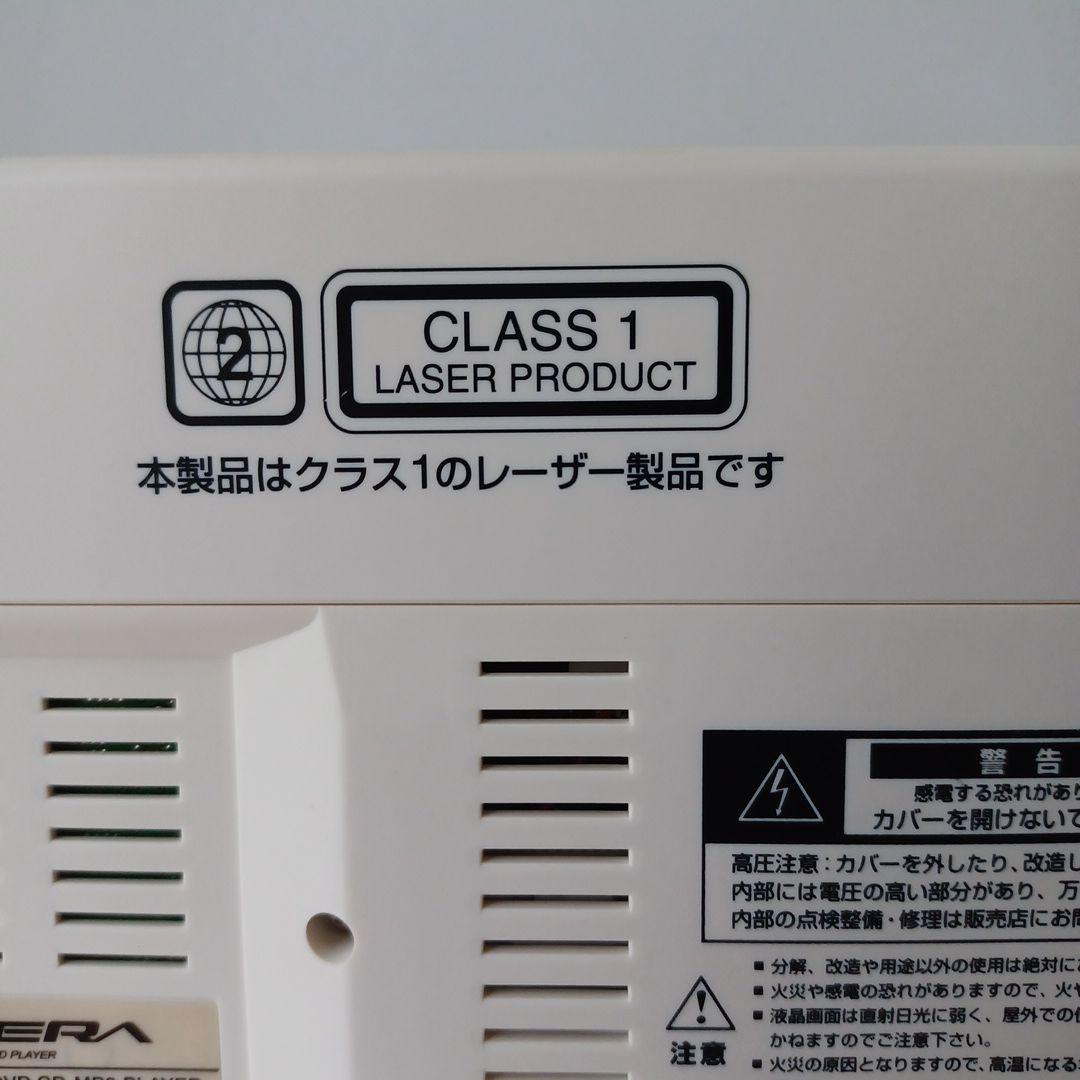 2
CLASS 1
LASER PRODUCT
本製品はクラス1のレーザー製品です
警告
感電する恐れがあり
カバーを開けないで
高圧注意：カバーを外したり、改造し
内部には電圧の高い部分があり、万
内部の点検整備・修理は販売店にお問
■ 分解、改造や用途以外の使用は絶対に
■ 火災や感電の恐れがありますので、火や
■ 液晶画面は直射日光に弱く、屋外での使
かねますのでご注意下さい。
注意
■ 火災の原因となりますので、高温になる
ERA
D PLAYER
DVD CD MP3 PLAYER